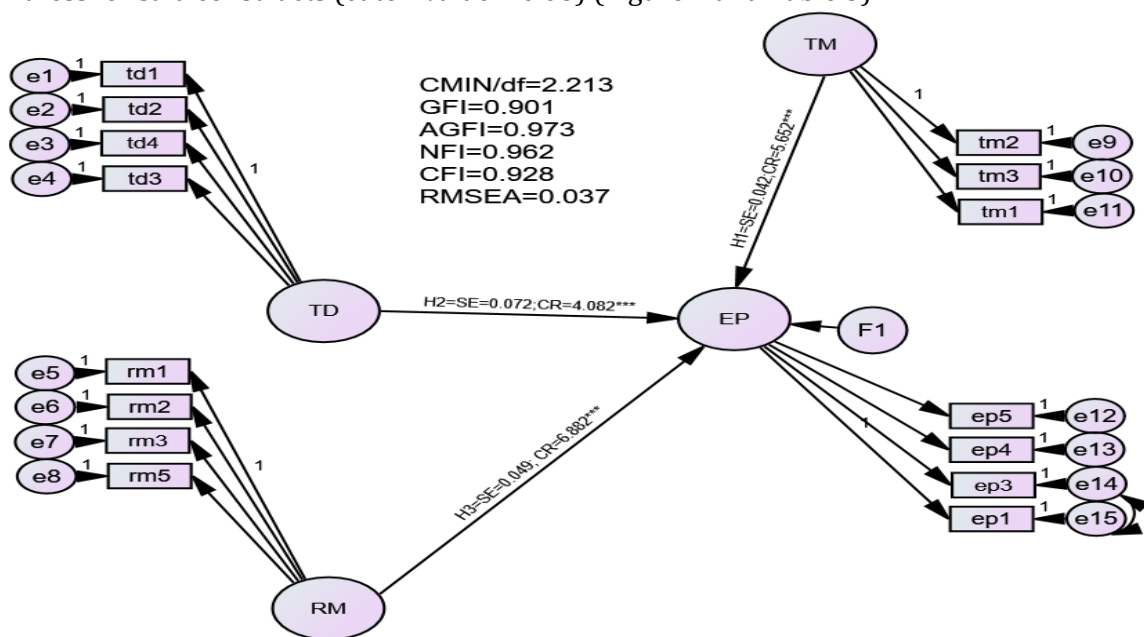 TM
e1 1 td1
e2 1 td2
e3 1 td4
e4 1 td3
1
CMIN/df=2.213
GFI=0.901
AGFI=0.973
NFI=0.962
CFI=0.928
RMSEA=0.037
1
tm2 1 e9
tm3 1 e10
tm1 1 e11
H1=SE=0.042;CR=5.652***
TD
H2=SE=0.072;CR=4.082***
EP
F1
e5 1 rm1
e6 1 rm2
e7 1 rm3
e8 1 rm5
1
H3=SE=0.049; CR=6.882***
1
ep5 1 e12
ep4 1 e13
ep3 1 e14
ep1 1 e15
RM